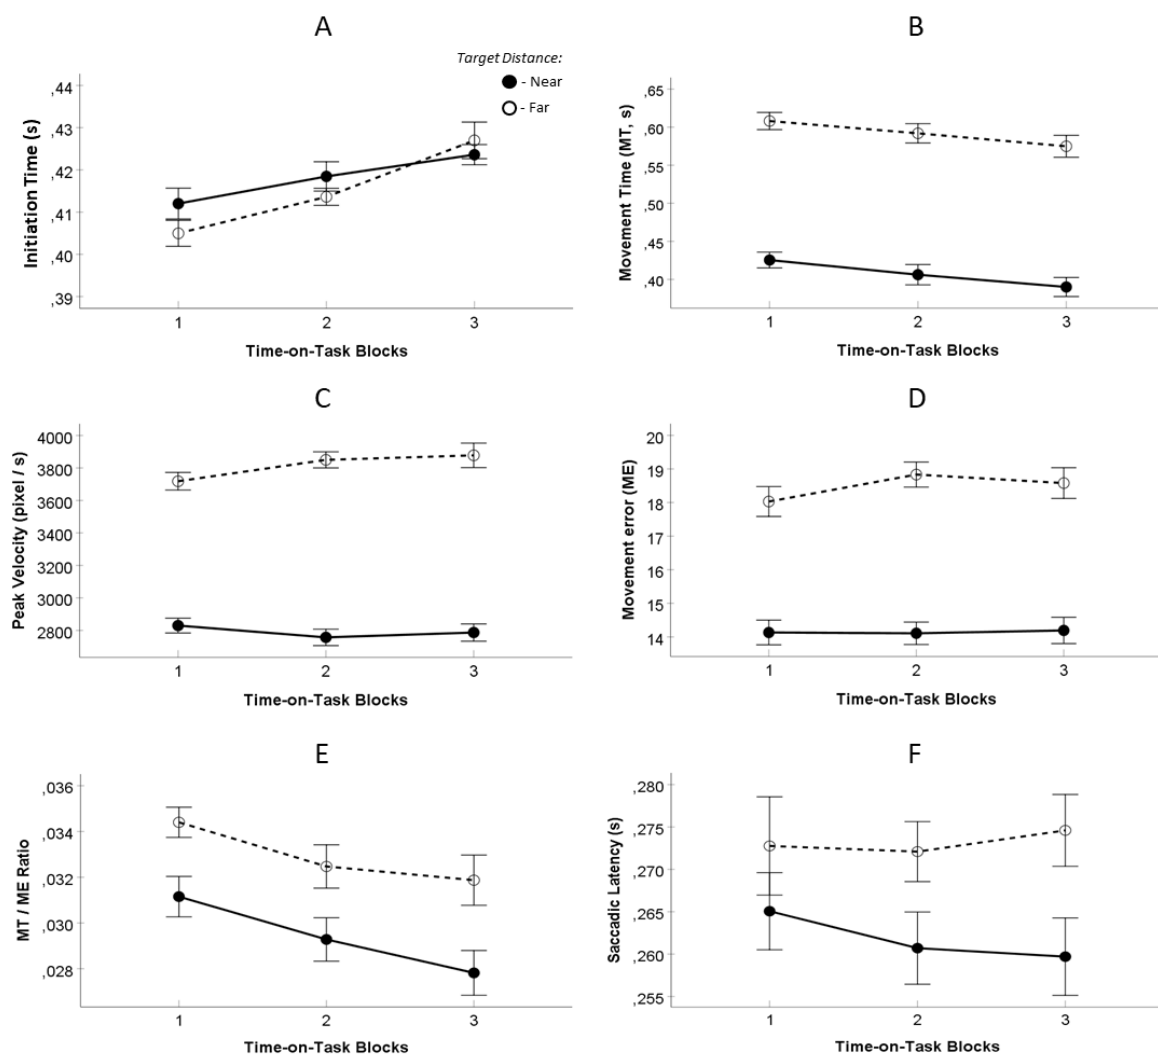 A
Target Distance:
- Near
- Far
,44
,43
,42
,41
,40
,39
Initiation Time (s)
1 2 3
Time-on-Task Blocks
B
,65
,60
,55
,50
,45
,40
Movement Time (MT, s)
1 2 3
Time-on-Task Blocks
C
4000
3800
3600
3400
3200
3000
2800
Peak Velocity (pixel / s)
1 2 3
Time-on-Task Blocks
D
20
19
18
17
16
15
14
Movement error (ME)
1 2 3
Time-on-Task Blocks
E
,036
,034
,032
,030
,028
MT / ME Ratio
1 2 3
Time-on-Task Blocks
F
,280
,275
,270
,265
,260
,255
Saccadic Latency (s)
1 2 3
Time-on-Task Blocks